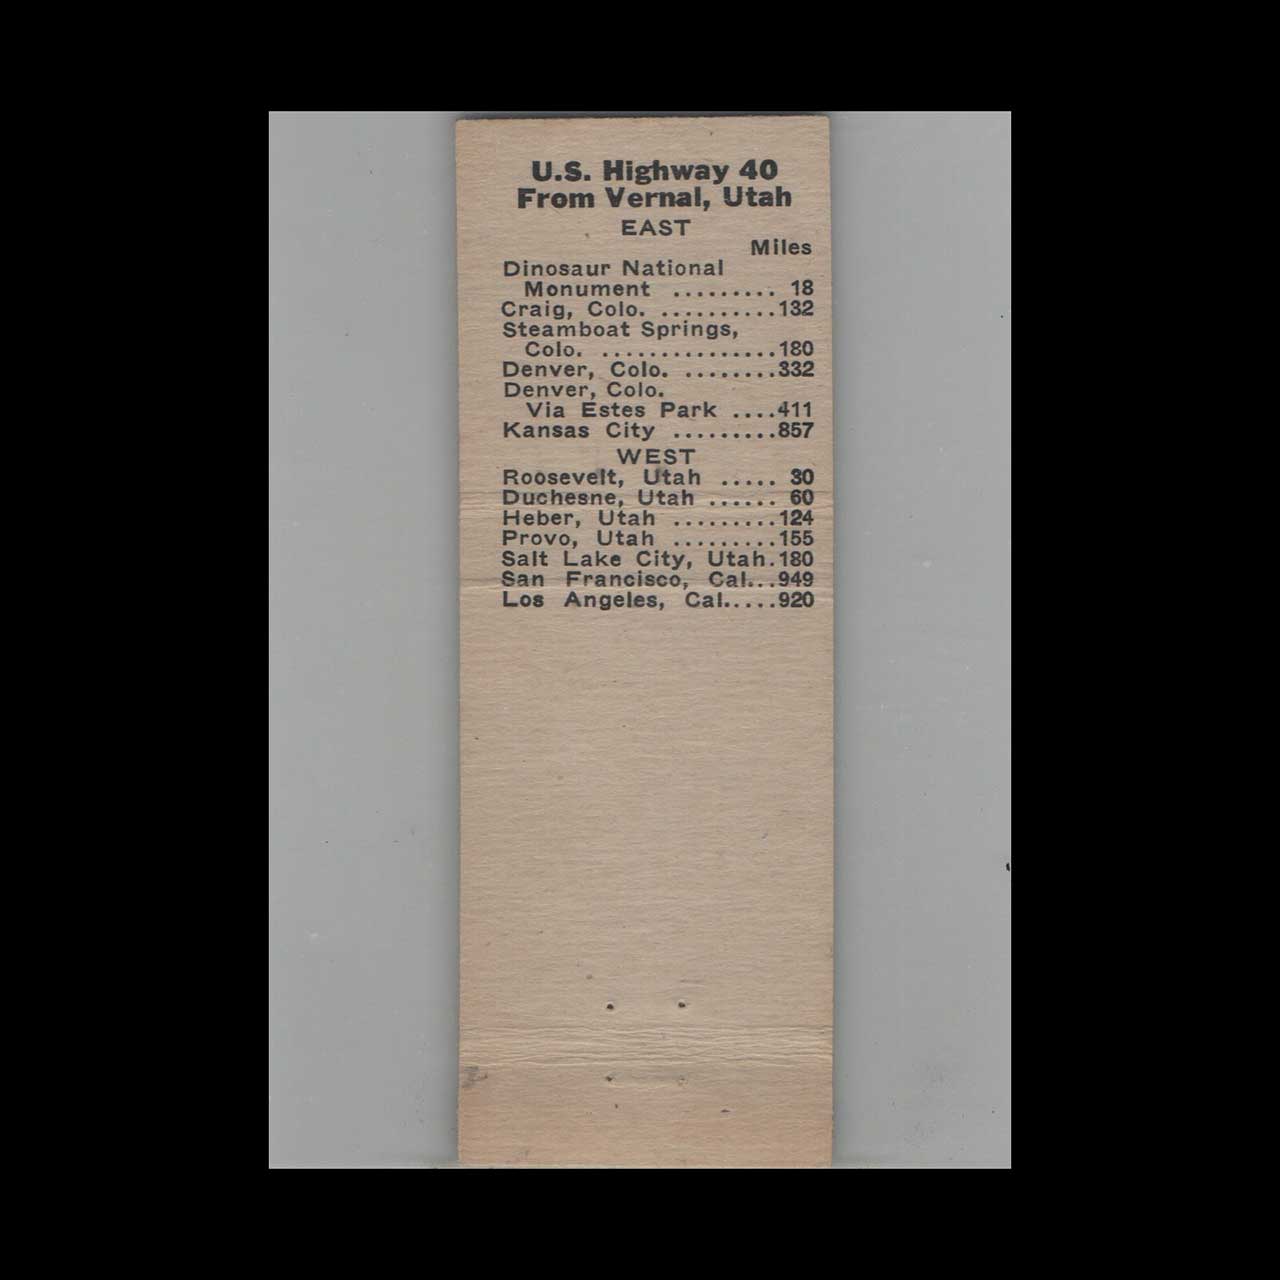 U.S. Highway 40
From Vernal, Utah
EAST
Miles
Dinosaur National
Monument ......... 18
Craig, Colo. ..........132
Steamboat Springs,
Colo. ...............180
Denver, Colo. ........332
Denver, Colo.
Via Estes Park ....411
Kansas City .........857
WEST
Roosevelt, Utah ..... 30
Duchesne, Utah ...... 60
Heber, Utah .........124
Provo, Utah .........155
Salt Lake City, Utah.180
San Francisco, Cal...949
Los Angeles, Cal.....920